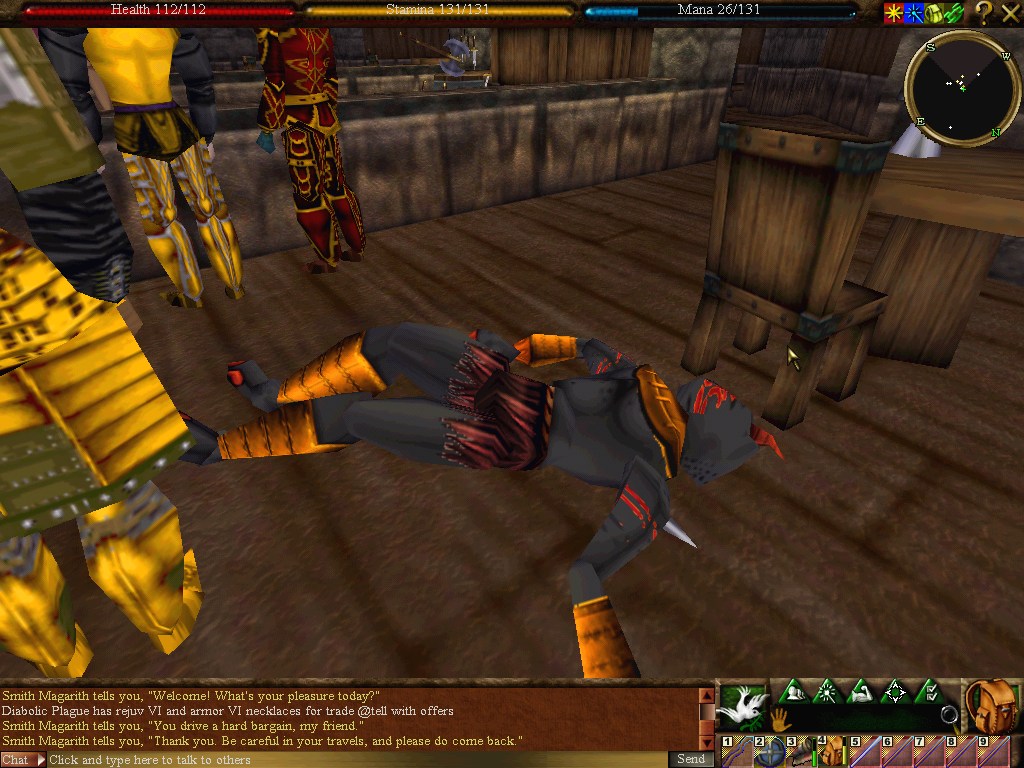 Health 112/112
Stamina 131/131
Mana 26/131
S
W
E
N
Smith Magarith tells you, "Welcome! What's your pleasure today?"
Diabolic Plague has rejuv VI and armor VI necklaces for trade @tell with offers
Smith Magarith tells you, "You drive a hard bargain, my friend."
Smith Magarith tells you, "Thank you. Be careful in your travels, and please do come back."
Chat
Click and type here to talk to others
Send
1 2 3 4 5 6 7 8 9